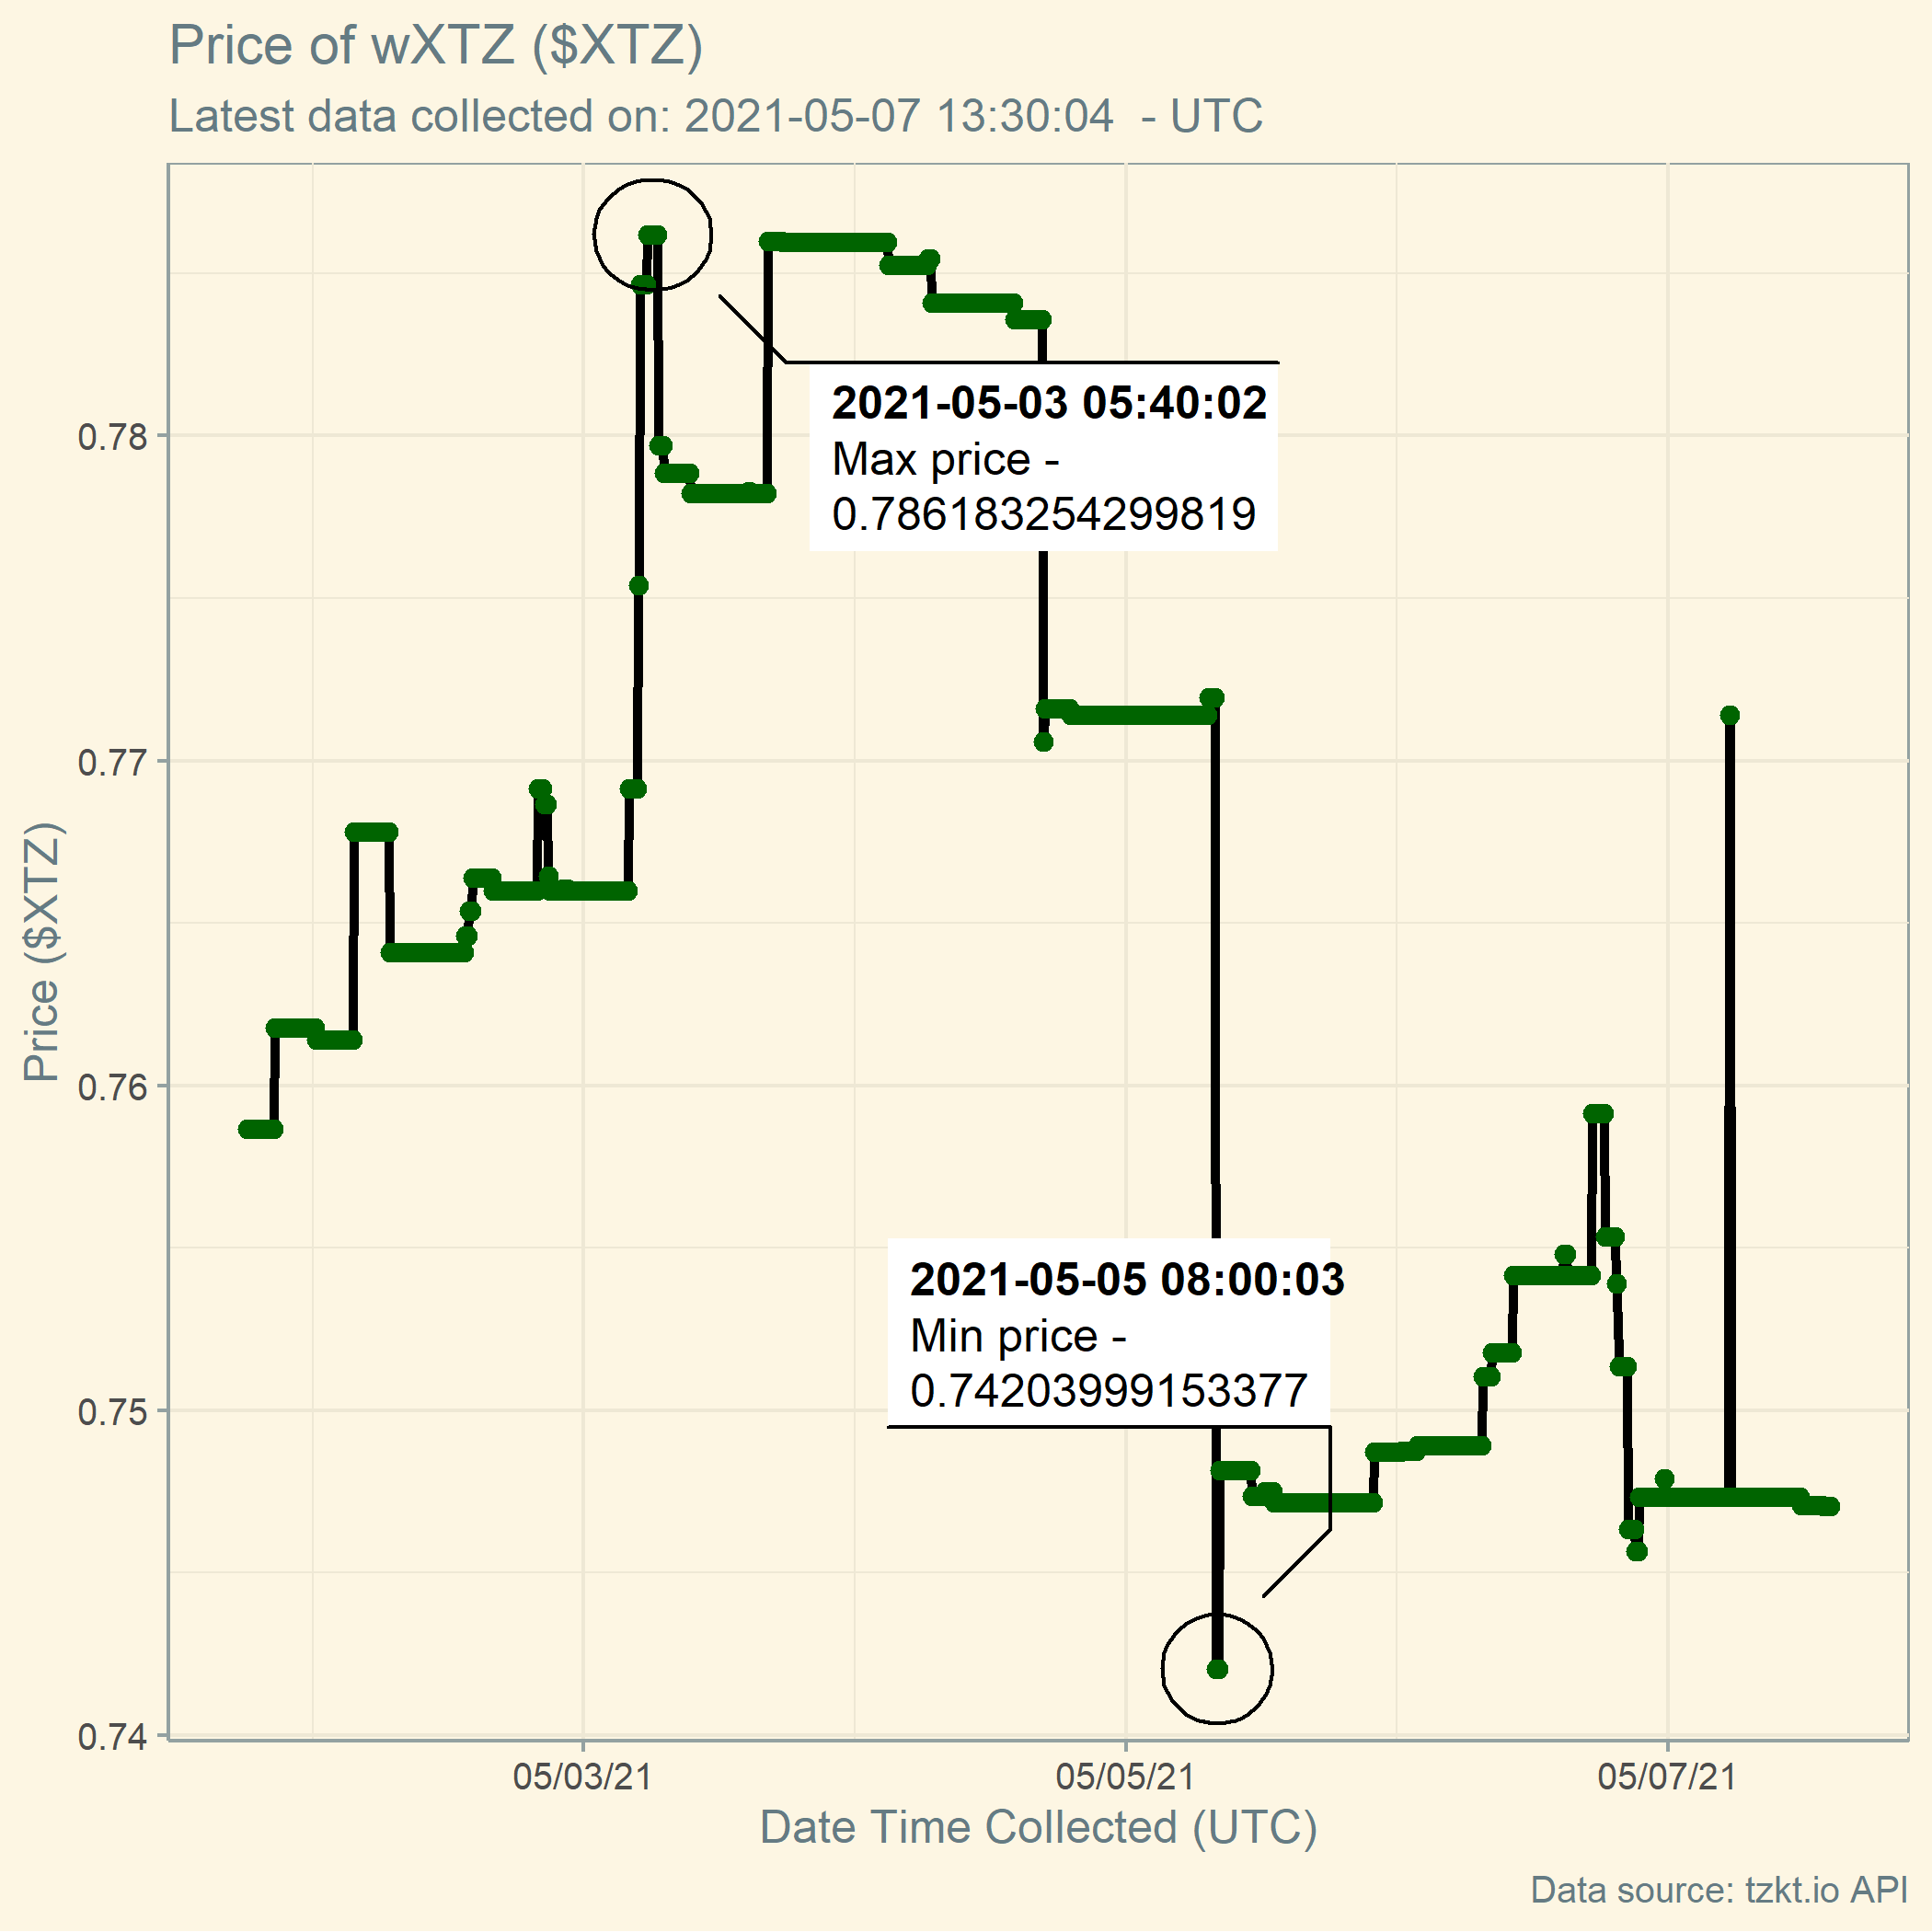 Price of wXTZ ($XTZ)
Latest data collected on: 2021-05-07 13:30:04  - UTC
Price ($XTZ)
0.78
0.77
0.76
0.75
0.74
2021-05-03 05:40:02
Max price -
0.786183254299819
2021-05-05 08:00:03
Min price -
0.74203999153377
05/03/21
05/05/21
05/07/21
Date Time Collected (UTC)
Data source: tzkt.io API